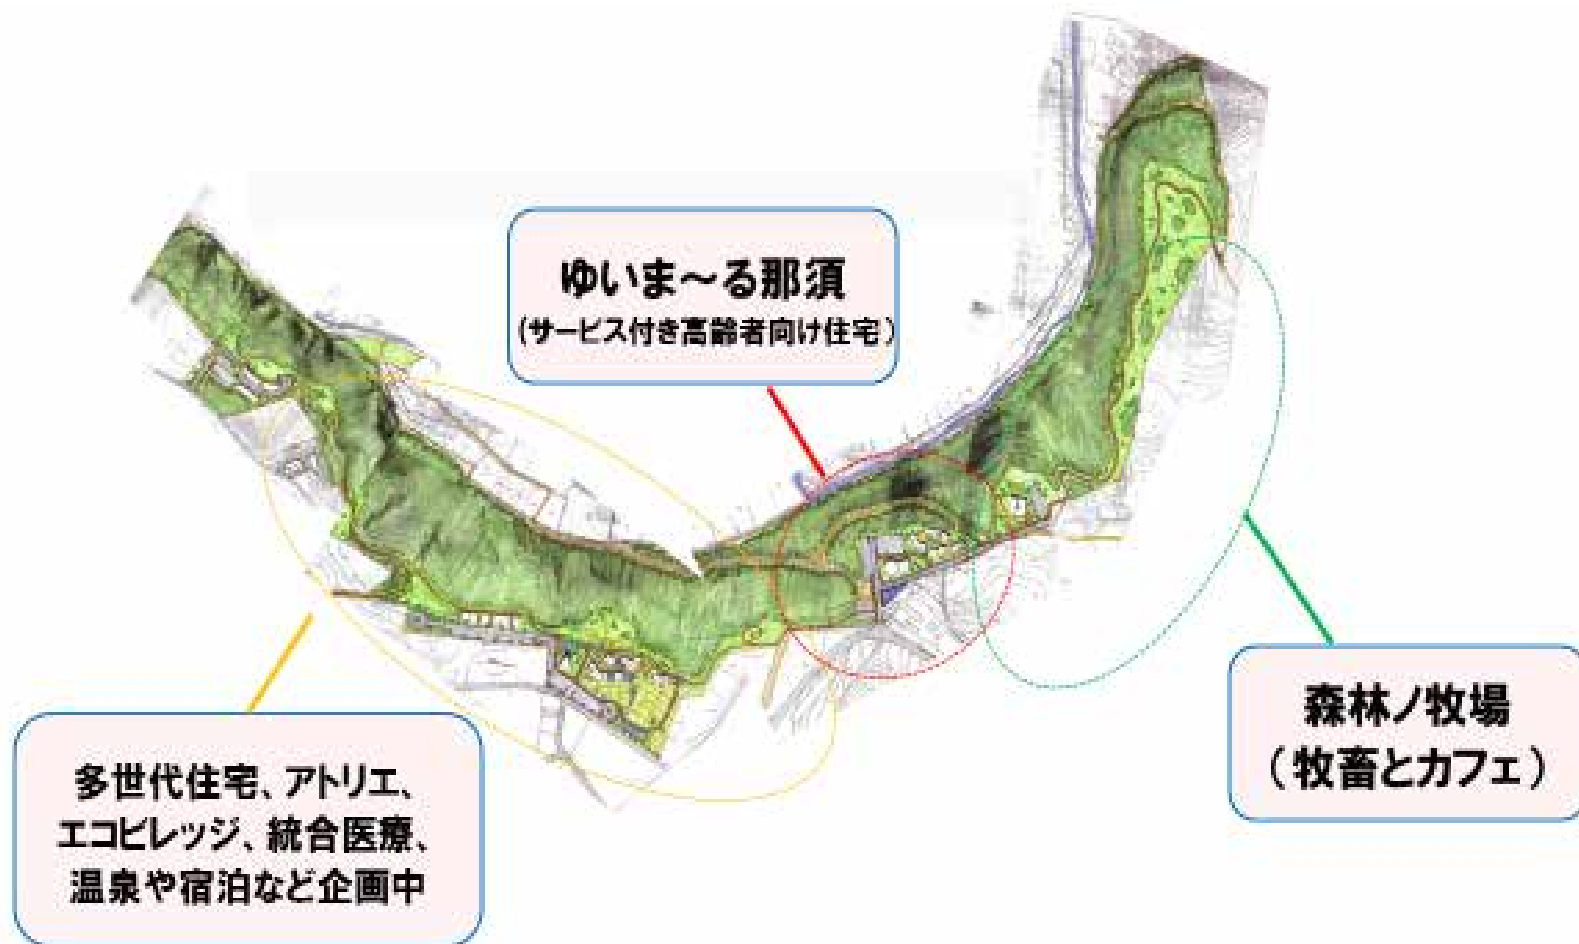 ゆいま～る那須
(サービス付き高齢者向け住宅)
森林ノ牧場
(牧畜とカフェ)
多世代住宅、アトリエ、
エコビレッジ、統合医療、
温泉や宿泊など企画中